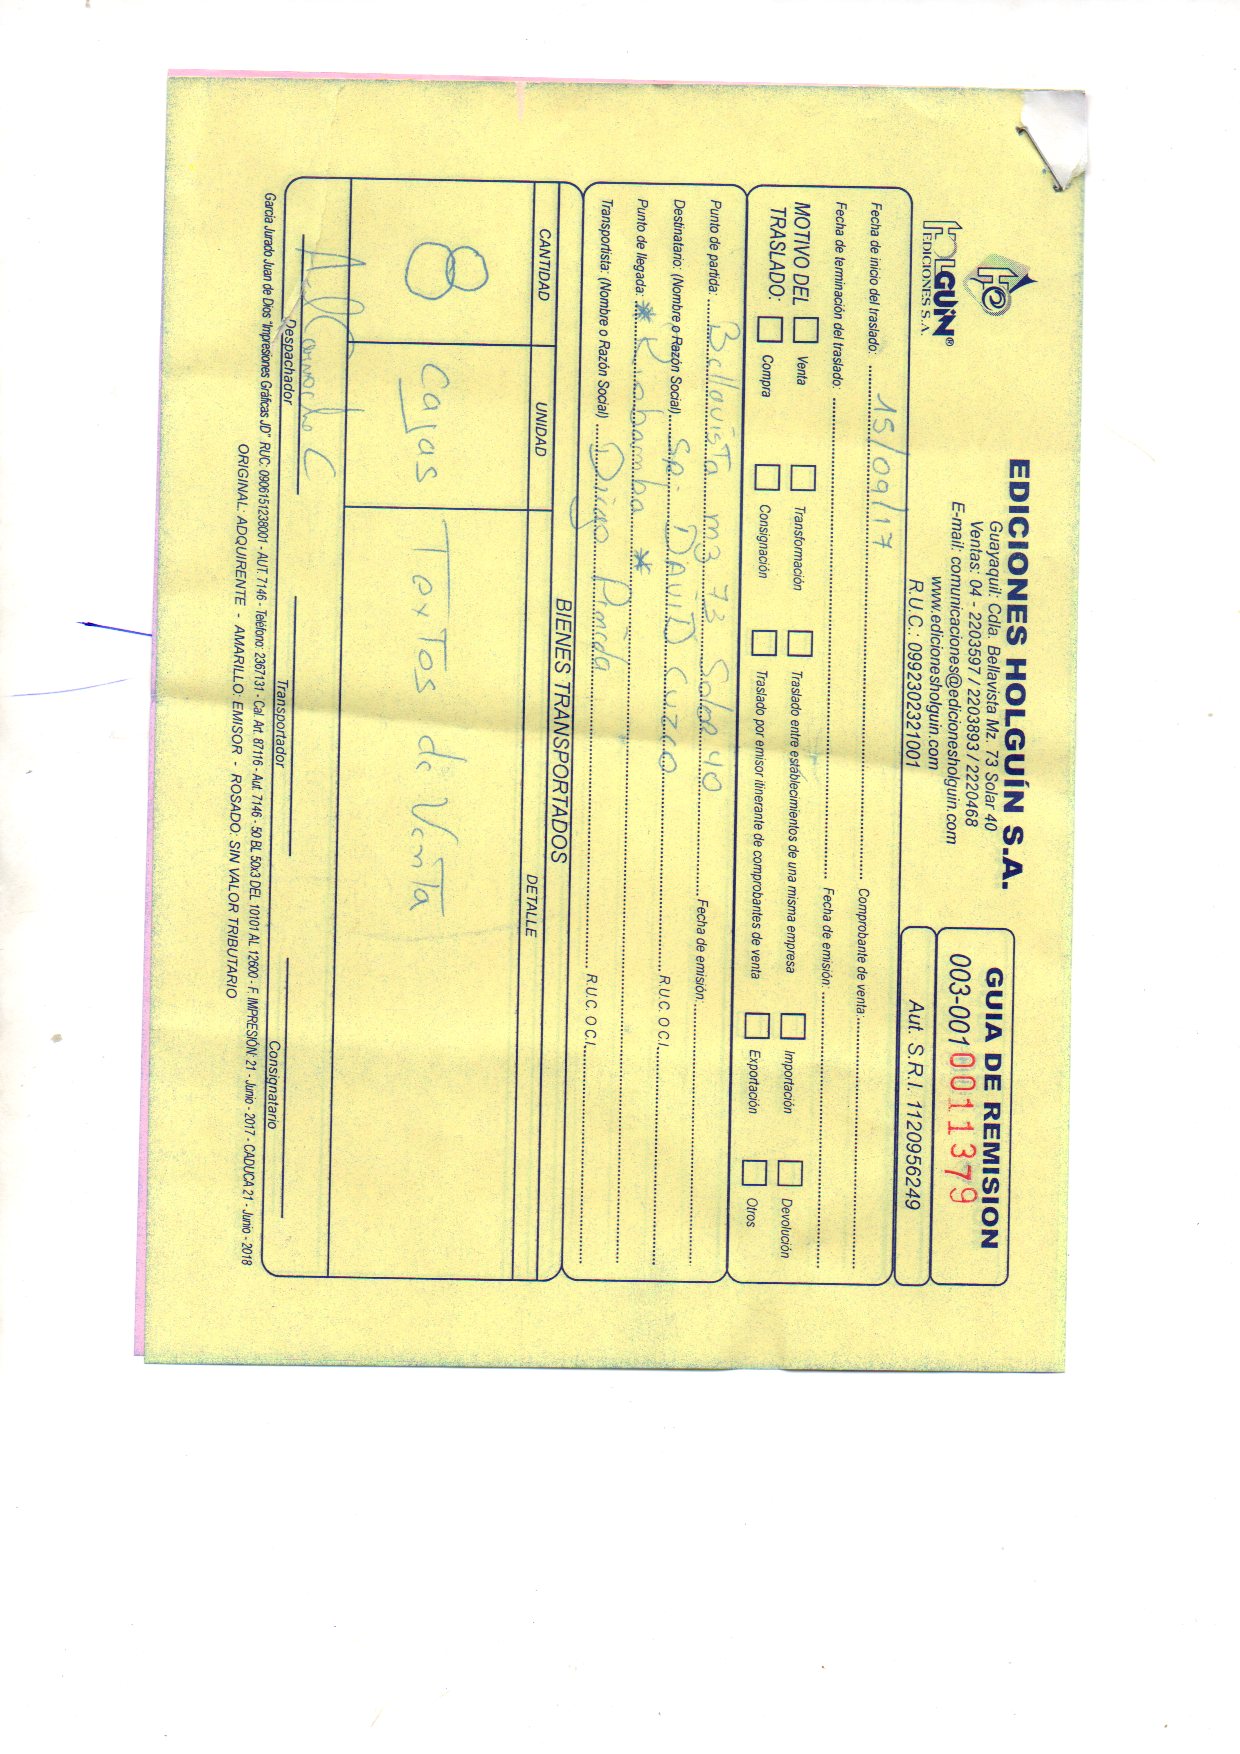 HOLGUÍN®
EDICIONES S.A.
EDICIONES HOLGUÍN S.A.
Guayaquil: Cdla. Bellavista Mz. 73 Solar 40
Ventas: 04 - 2203597 / 2203893 / 2220468
E-mail: comunicaciones@edicionesholguin.com
www.edicionesholguin.com
R.U.C.: 0992302321001
GUIA DE REMISION
003-001 0011379
Aut. S.R.I. 1120956249
Fecha de inicio del traslado: 15/09/17 Comprobante de venta:
Fecha de terminación del traslado: Fecha de emisión:
MOTIVO DEL TRASLADO:
Venta Transformación Traslado entre establecimientos de una misma empresa Importación Devolución
Compra Consignación Traslado por emisor itinerante de comprobantes de venta Exportación Otros
Punto de partida: Bellavista mz 73 Solar 40 Fecha de emisión:
Destinatario: (Nombre o Razón Social) Sp. DAVID CUZCO R.U.C. O C.I.
Punto de llegada: * Riobamba *
Transportista: (Nombre o Razón Social) Diego Pineda R.U.C. O C.I.
BIENES TRANSPORTADOS
CANTIDAD UNIDAD DETALLE
8 Cajas Textos de Venta
Despachador Transportador Consignatario
García Jurado Juan de Dios "Impresiones Gráficas JD" RUC: 0906151238001 - AUT. 7146 - Teléfono: 2367131 - Cal. Art. 87116 - Aut. 7146 - 50 BL 50x3 DEL 10101 AL 12600 - F. IMPRESIÓN: 21 - Junio - 2017 - CADUCA 21 - Junio - 2018
ORIGINAL: ADQUIRENTE - AMARILLO: EMISOR - ROSADO: SIN VALOR TRIBUTARIO